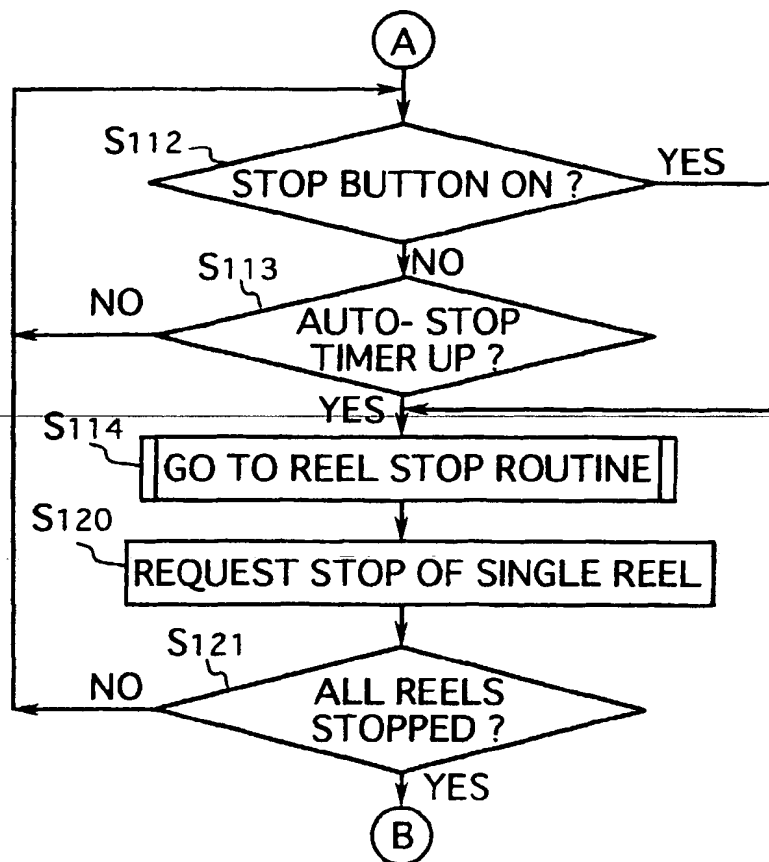 A
S112
STOP BUTTON ON ?
YES
NO
S113
NO
AUTO- STOP
TIMER UP ?
YES
S114
GO TO REEL STOP ROUTINE
S120
REQUEST STOP OF SINGLE REEL
S121
NO
ALL REELS
STOPPED ?
YES
B